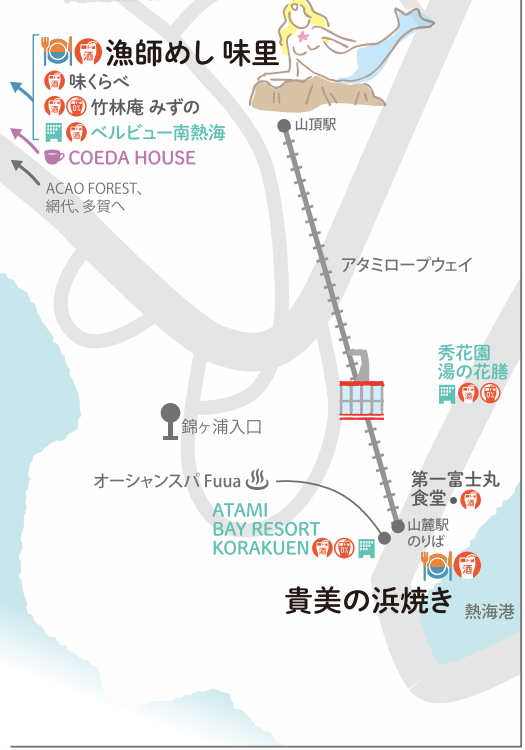 漁師めし 味里
味くらべ
竹林庵 みずの
ベルビュー南熱海
COEDA HOUSE
ACAO FOREST、
網代、多賀へ
山頂駅
アタミロープウェイ
秀花園
湯の花膳
錦ヶ浦入口
オーシャンスパ Fuua
第一富士丸
食堂
ATAMI
BAY RESORT
KORAKUEN
山麓駅
のりば
貴美の浜焼き
熱海港